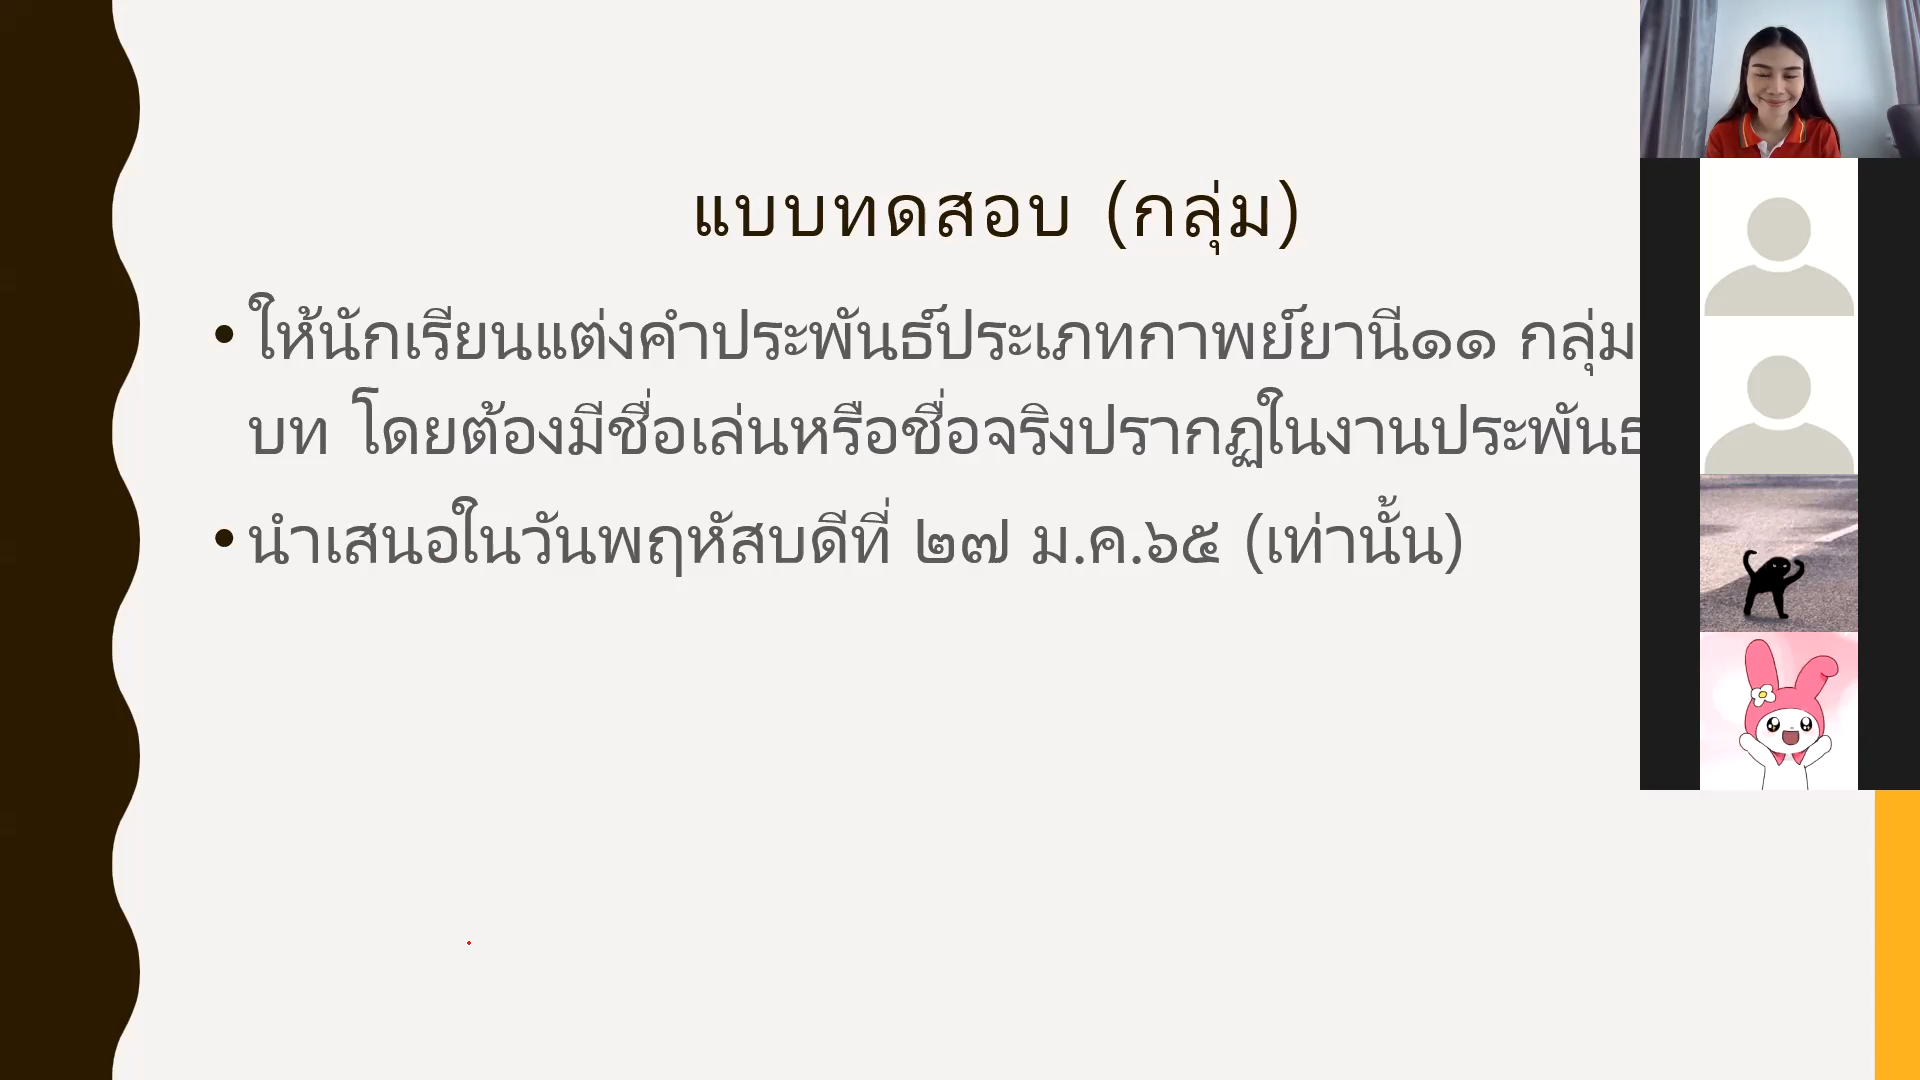 แบบทดสอบ (กลุ่ม)
• ให้นักเรียนแต่งคำประพันธ์ประเภทกาพย์ยานี๑๑ กลุ่ม
บท โดยต้องมีชื่อเล่นหรือชื่อจริงปรากฏในงานประพันธ
• นำเสนอในวันพฤหัสบดีที่ ๒๗ ม.ค.๖๕ (เท่านั้น)